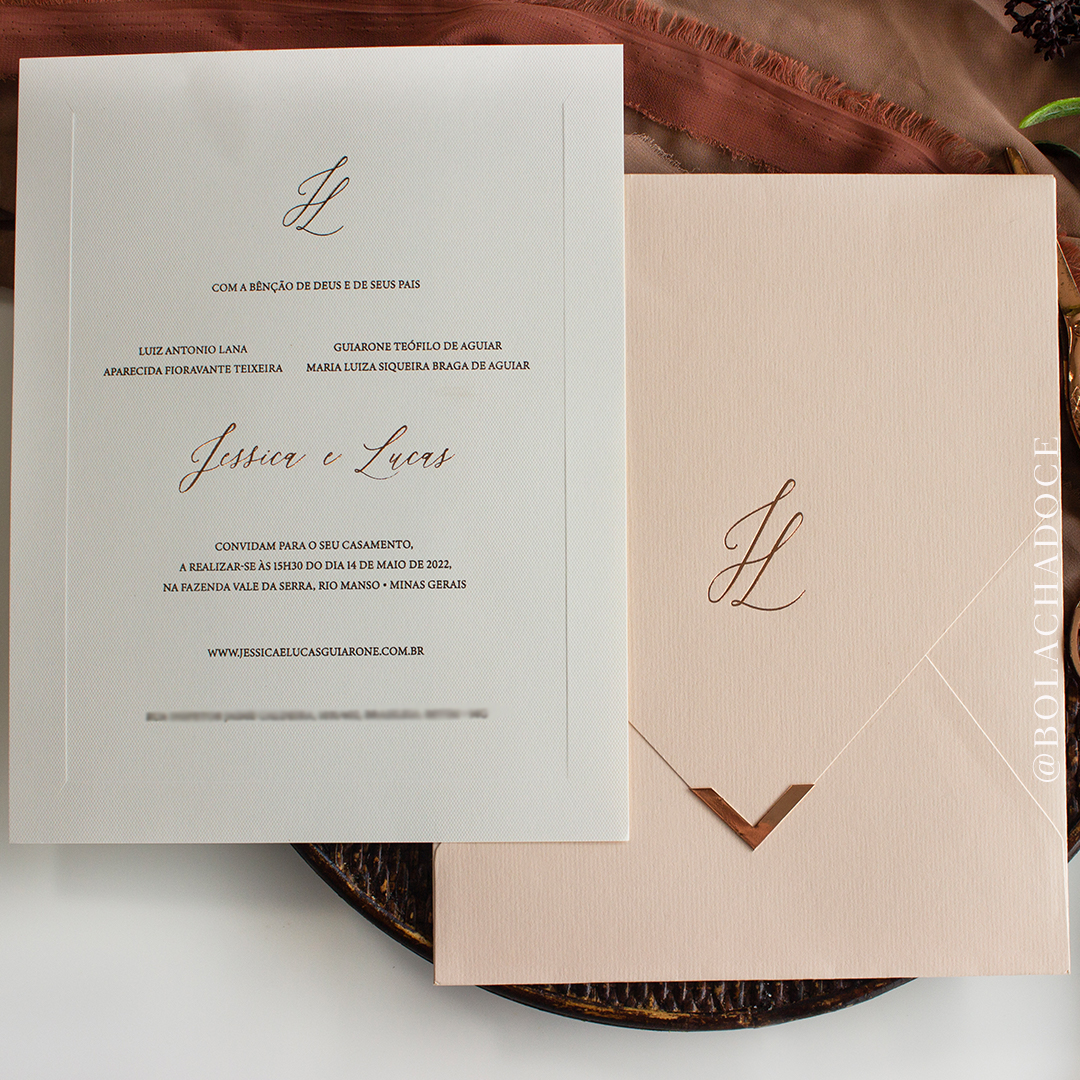 JL
COM A BÊNÇÃO DE DEUS E DE SEUS PAIS
LUIZ ANTONIO LANA
APARECIDA FIORAVANTE TEIXEIRA
GUIARONE TEÓFILO DE AGUIAR
MARIA LUIZA SIQUEIRA BRAGA DE AGUIAR
Jessica e Lucas
CONVIDAM PARA O SEU CASAMENTO,
A REALIZAR-SE ÀS 15H30 DO DIA 14 DE MAIO DE 2022,
NA FAZENDA VALE DA SERRA, RIO MANSO • MINAS GERAIS
WWW.JESSICAELUCASGUIARONE.COM.BR
JL
@BOLACHADOCE